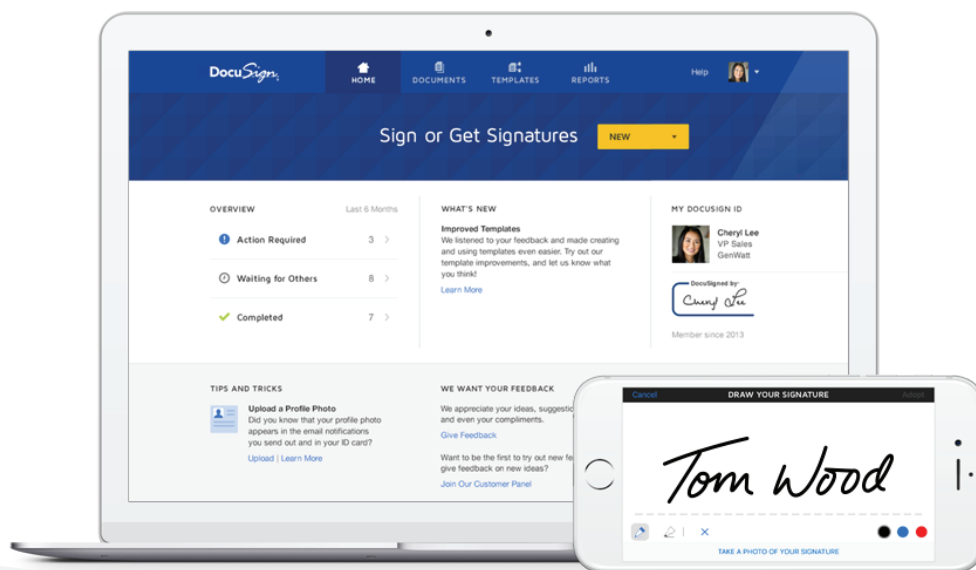 DocuSign
HOME
DOCUMENTS
TEMPLATES
REPORTS
Help
Sign or Get Signatures
NEW
OVERVIEW
Last 6 Months
Action Required 3
Waiting for Others 8
Completed 7
WHAT'S NEW
Improved Templates
We listened to your feedback and made creating
and using templates even easier. Try out our
template improvements, and let us know what
you think!
Learn More
MY DOCUSIGN ID
Cheryl Lee
VP Sales
GenWatt
DocuSigned by:
Cheryl Lee
Member since 2013
TIPS AND TRICKS
Upload a Profile Photo
Did you know that your profile photo
appears in the email notifications
you send out and in your ID card?
Upload | Learn More
WE WANT YOUR FEEDBACK
We appreciate your ideas,
and even your compliments.
Give Feedback
Want to be the first to try out new
give feedback on new ideas?
Join Our Customer Panel
Cancel
DRAW YOUR SIGNATURE
Adopt
Tom Wood
TAKE A PHOTO OF YOUR SIGNATURE